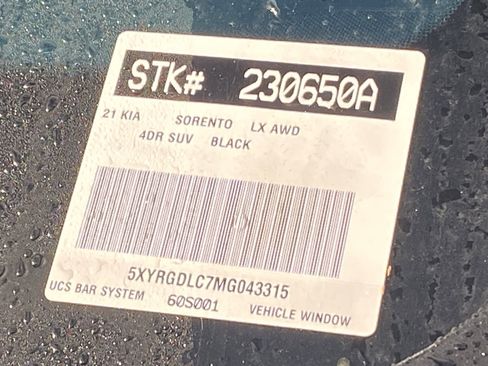 STK# 230650A
21 KIA SORENTO LX AWD
4DR SUV BLACK
5XYRGDLC7MG043315
UCS BAR SYSTEM 60S001 VEHICLE WINDOW